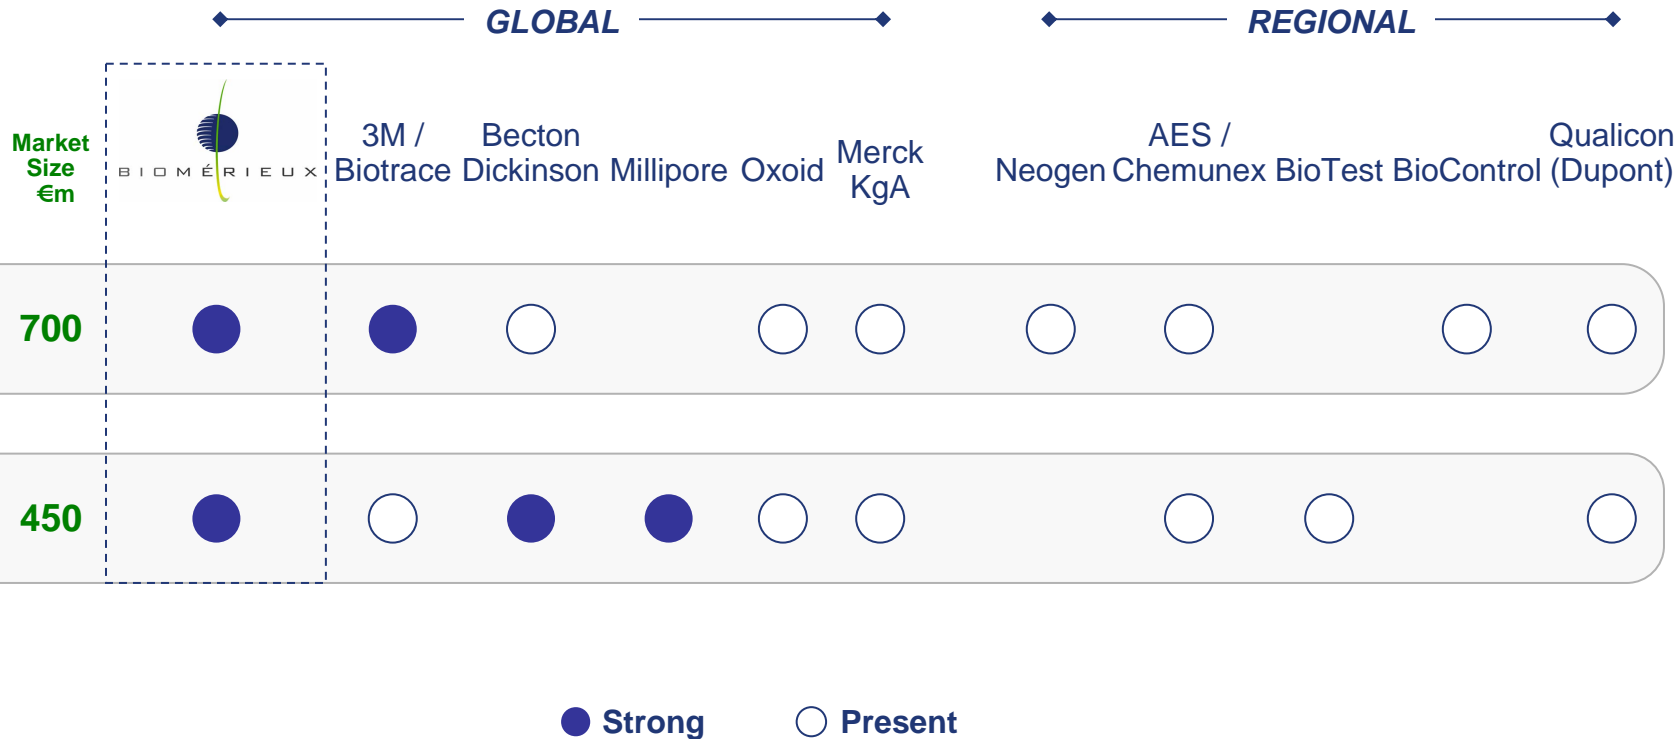 GLOBAL
REGIONAL
Market
Size
€m
BIOMÉRIEUX
3M /
Biotrace
Becton
Dickinson
Millipore
Oxoid
Merck
KgA
Neogen
AES /
Chemunex
BioTest
BioControl
Qualicon
(Dupont)
700
450
Strong
Present